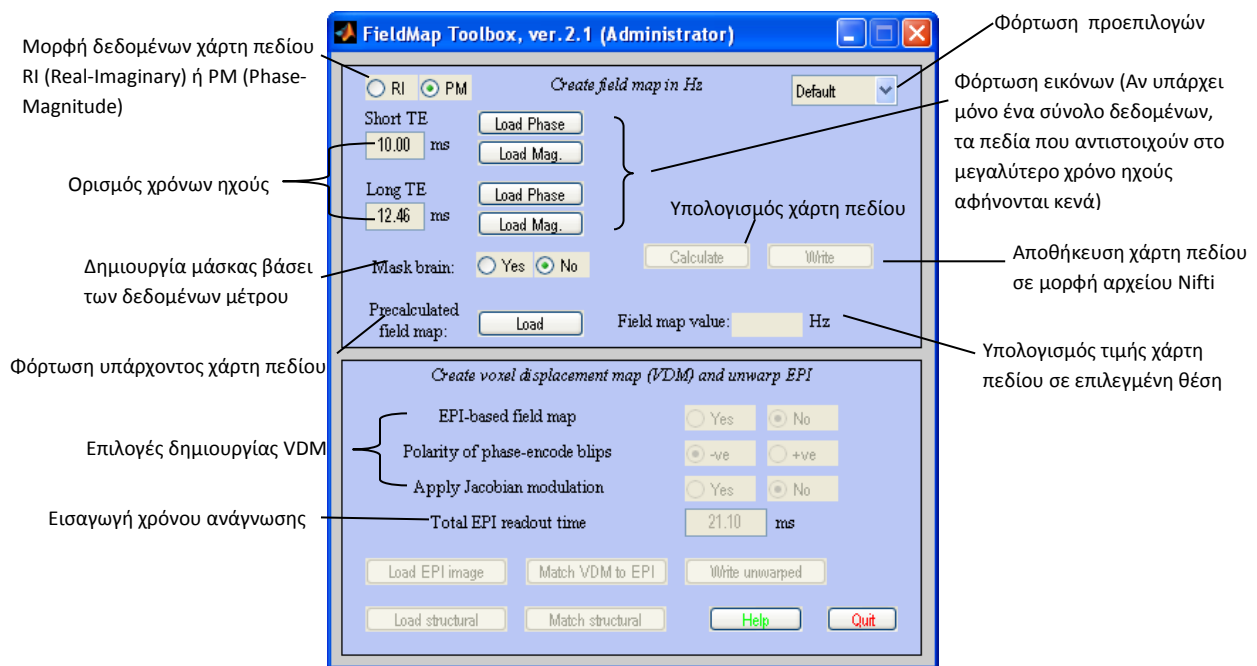 FieldMap Toolbox, ver.2.1 (Administrator)
Μορφή δεδομένων χάρτη πεδίου
RI (Real-Imaginary) ή PM (Phase-
Magnitude)
Φόρτωση προεπιλογών
RI PM
Create field map in Hz
Default
Φόρτωση εικόνων (Αν υπάρχει
μόνο ένα σύνολο δεδομένων,
τα πεδία που αντιστοιχούν στο
μεγαλύτερο χρόνο ηχούς
αφήνονται κενά)
Short TE
10.00 ms
Load Phase
Load Mag.
Ορισμός χρόνων ηχούς
Long TE
12.46 ms
Load Phase
Load Mag.
Υπολογισμός χάρτη πεδίου
Calculate
Write
Αποθήκευση χάρτη πεδίου
σε μορφή αρχείου Nifti
Δημιουργία μάσκας βάσει
των δεδομένων μέτρου
Mask brain: Yes No
Precalculated
field map:
Load
Field map value: Hz
Υπολογισμός τιμής χάρτη
πεδίου σε επιλεγμένη θέση
Φόρτωση υπάρχοντος χάρτη πεδίου
Create voxel displacement map (VDM) and unwarp EPI
Επιλογές δημιουργίας VDM
EPI-based field map Yes No
Polarity of phase-encode blips -ve +ve
Apply Jacobian modulation Yes No
Εισαγωγή χρόνου ανάγνωσης
Total EPI readout time 21.10 ms
Load EPI image Match VDM to EPI Write unwarped
Load structural Match structural Help Quit